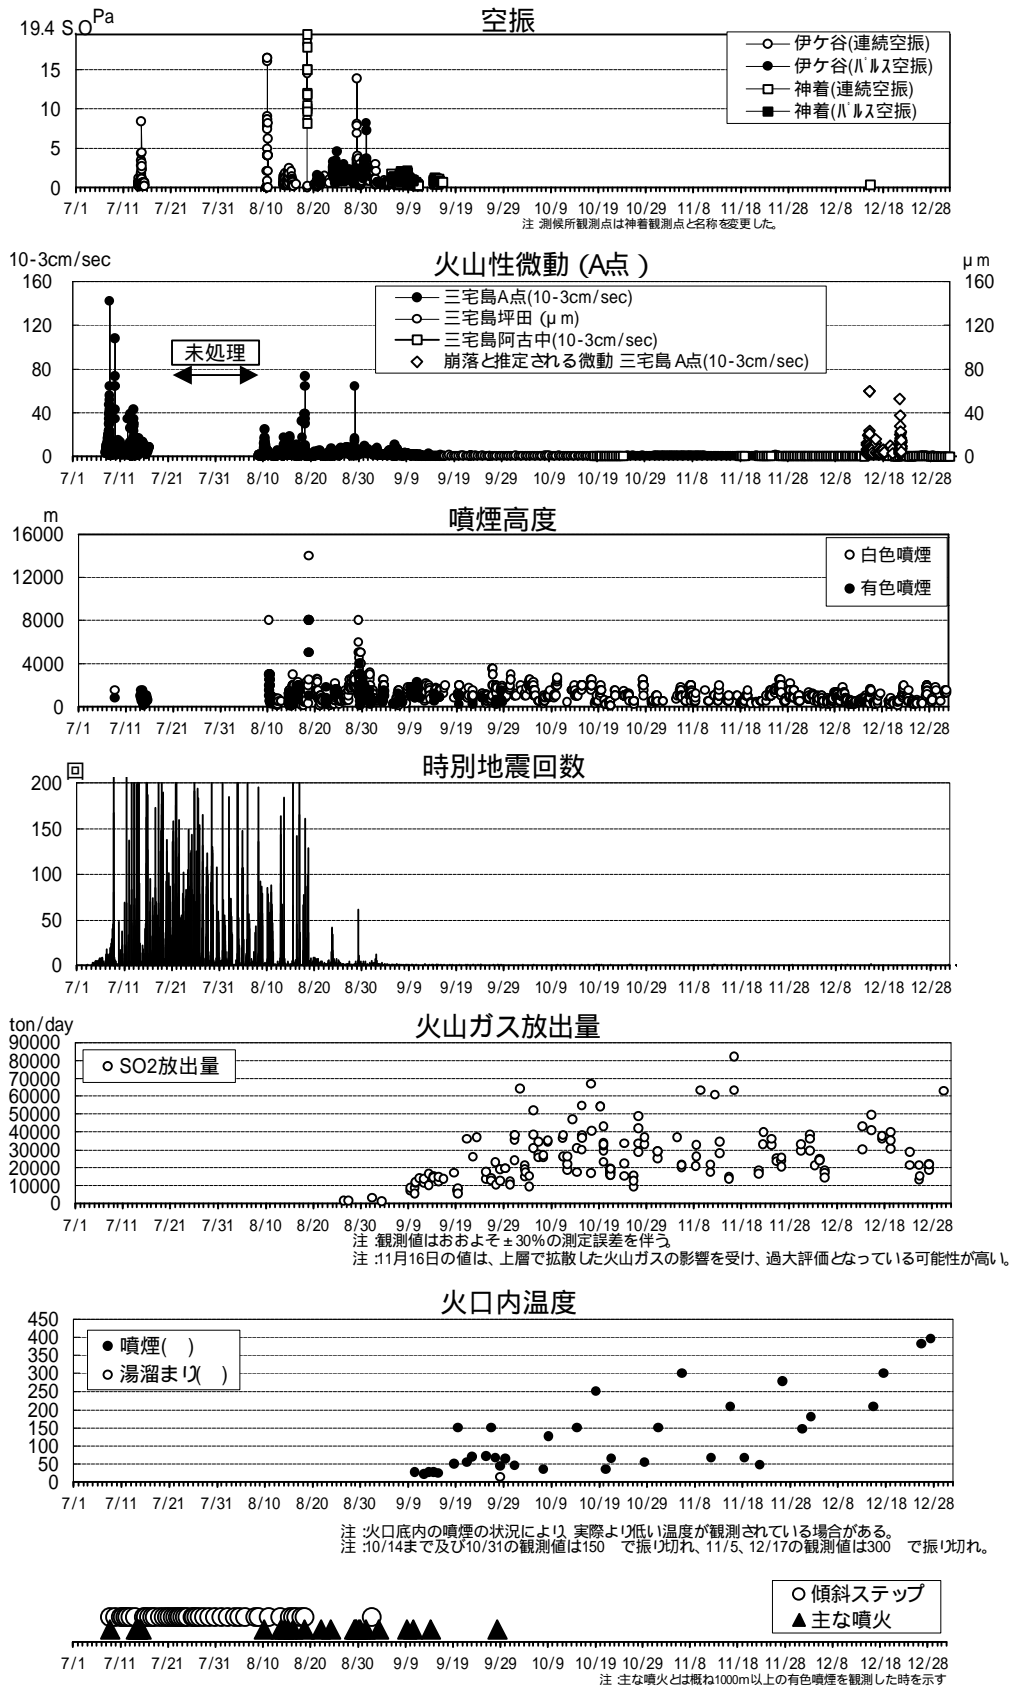 空振
19.4 S.O Pa
15
10
5
0
伊ケ谷(連続空振)
伊ケ谷(パルス空振)
神着(連続空振)
神着(パルス空振)
7/1 7/11 7/21 7/31 8/10 8/20 8/30 9/9 9/19 9/29 10/9 10/19 10/29 11/8 11/18 11/28 12/8 12/18 12/28
注:測候所観測点は神着観測点と名称を変更した。
火山性微動 (A点)
10-3cm/sec
μm
160 160
120 120
80 80
40 40
0 0
三宅島A点(10-3cm/sec)
三宅島坪田 (μm)
三宅島阿古中(10-3cm/sec)
崩落と推定される微動 三宅島 A点(10-3cm/sec)
未処理
7/1 7/11 7/21 7/31 8/10 8/20 8/30 9/9 9/19 9/29 10/9 10/19 10/29 11/8 11/18 11/28 12/8 12/18 12/28
噴煙高度
m
16000
12000
8000
4000
0
白色噴煙
有色噴煙
7/1 7/11 7/21 7/31 8/10 8/20 8/30 9/9 9/19 9/29 10/9 10/19 10/29 11/8 11/18 11/28 12/8 12/18 12/28
時別地震回数
回
200
150
100
50
0
7/1 7/11 7/21 7/31 8/10 8/20 8/30 9/9 9/19 9/29 10/9 10/19 10/29 11/8 11/18 11/28 12/8 12/18 12/28
火山ガス放出量
ton/day
90000
80000
70000
60000
50000
40000
30000
20000
10000
0
SO2放出量
7/1 7/11 7/21 7/31 8/10 8/20 8/30 9/9 9/19 9/29 10/9 10/19 10/29 11/8 11/18 11/28 12/8 12/18 12/28
注:観測値はおおよそ±30%の測定誤差を伴う。
注:11月16日の値は、上層で拡散した火山ガスの影響を受け、過大評価となっている可能性が高い。
火口内温度
450
400
350
300
250
200
150
100
50
0
噴煙( )
湯溜まり( )
7/1 7/11 7/21 7/31 8/10 8/20 8/30 9/9 9/19 9/29 10/9 10/19 10/29 11/8 11/18 11/28 12/8 12/18 12/28
注:火口底内の噴煙の状況により、実際より低い温度が観測されている場合がある。
注:10/14まで及び10/31の観測値は150 で振り切れ、11/5、12/17の観測値は300 で振り切れ。
傾斜ステップ
主な噴火
7/1 7/11 7/21 7/31 8/10 8/20 8/30 9/9 9/19 9/29 10/9 10/19 10/29 11/8 11/18 11/28 12/8 12/18 12/28
注:主な噴火とは概ね1000m以上の有色噴煙を観測した時を示す